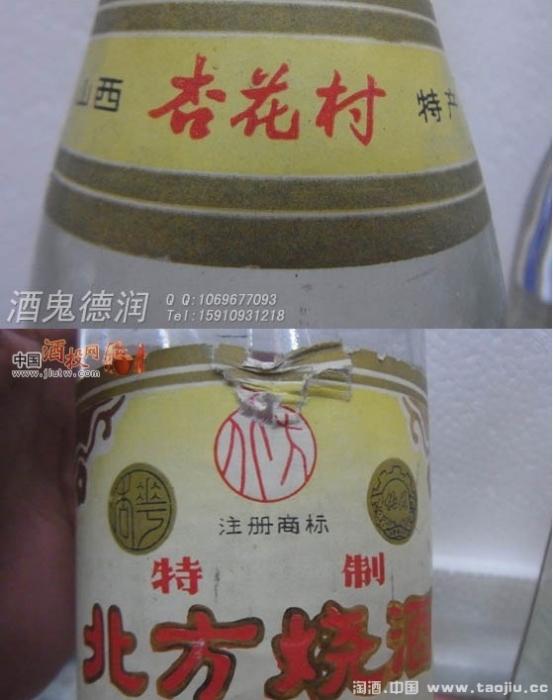 山西 杏花村 特产
酒鬼德润
QQ:1069677093
Tel:15910931218
中国酒投网
www.jiutw.com
注册商标
特 制
北方烧酒
淘酒.中国 www.taojiu.cc